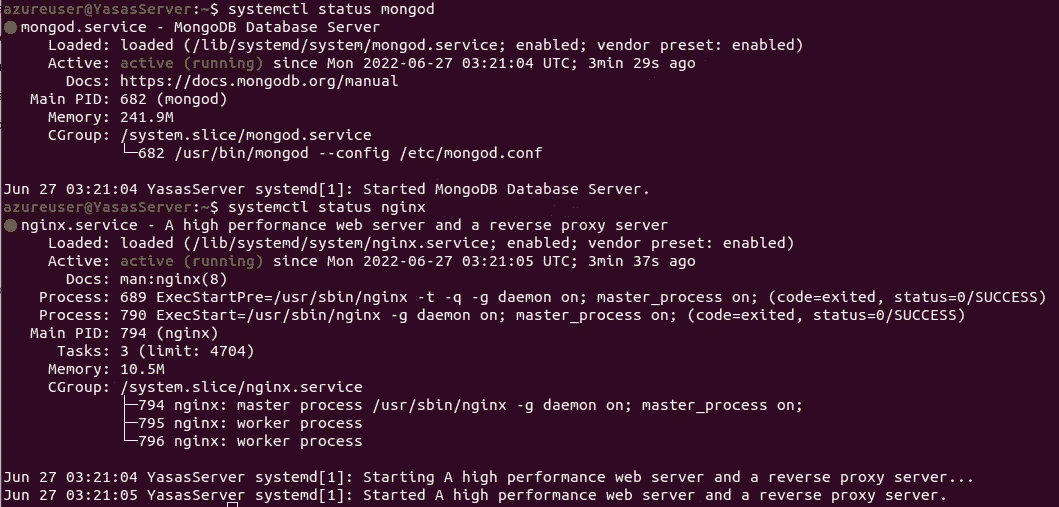 azureuser@YasasServer:~$ systemctl status mongod
● mongod.service - MongoDB Database Server
     Loaded: loaded (/lib/systemd/system/mongod.service; enabled; vendor preset: enabled)
     Active: active (running) since Mon 2022-06-27 03:21:04 UTC; 3min 29s ago
       Docs: https://docs.mongodb.org/manual
   Main PID: 682 (mongod)
     Memory: 241.9M
     CGroup: /system.slice/mongod.service
             └─682 /usr/bin/mongod --config /etc/mongod.conf

Jun 27 03:21:04 YasasServer systemd[1]: Started MongoDB Database Server.
azureuser@YasasServer:~$ systemctl status nginx
● nginx.service - A high performance web server and a reverse proxy server
     Loaded: loaded (/lib/systemd/system/nginx.service; enabled; vendor preset: enabled)
     Active: active (running) since Mon 2022-06-27 03:21:05 UTC; 3min 37s ago
       Docs: man:nginx(8)
    Process: 689 ExecStartPre=/usr/sbin/nginx -t -q -g daemon on; master_process on; (code=exited, status=0/SUCCESS)
    Process: 790 ExecStart=/usr/sbin/nginx -g daemon on; master_process on; (code=exited, status=0/SUCCESS)
   Main PID: 794 (nginx)
      Tasks: 3 (limit: 4704)
     Memory: 10.5M
     CGroup: /system.slice/nginx.service
             ├─794 nginx: master process /usr/sbin/nginx -g daemon on; master_process on;
             ├─795 nginx: worker process
             └─796 nginx: worker process

Jun 27 03:21:04 YasasServer systemd[1]: Starting A high performance web server and a reverse proxy server...
Jun 27 03:21:05 YasasServer systemd[1]: Started A high performance web server and a reverse proxy server.